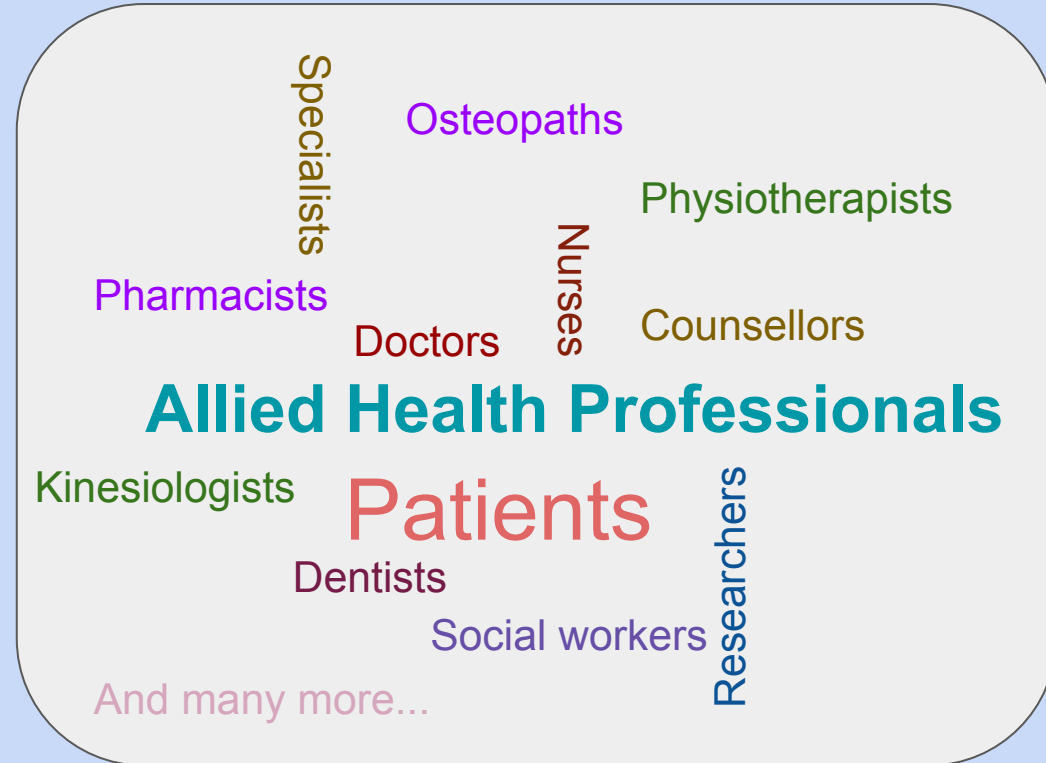 Specialists
Osteopaths
Physiotherapists
Nurses
Pharmacists
Doctors
Counsellors
Allied Health Professionals
Kinesiologists
Patients
Researchers
Dentists
Social workers
And many more...